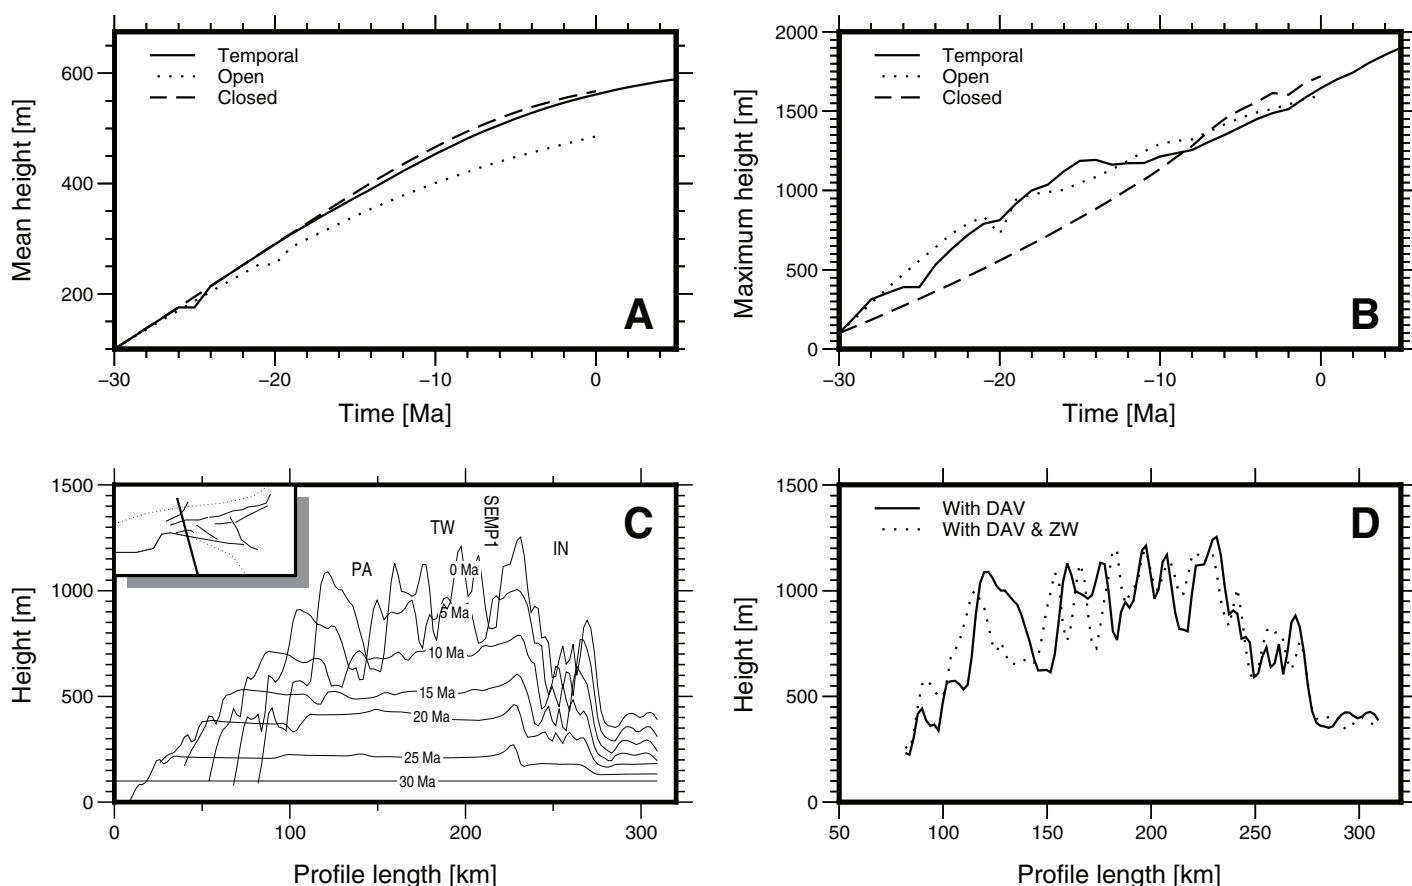 Temporal
Open
Closed
Mean height [m]
600
400
200
A
−30
−20
−10
0
Time [Ma]
Temporal
Open
Closed
Maximum height [m]
2000
1500
1000
500
0
B
−30
−20
−10
0
Time [Ma]
Height [m]
1500
1000
500
0
C
PA
TW
SEMP1
IN
0 Ma
5 Ma
10 Ma
15 Ma
20 Ma
25 Ma
30 Ma
0
100
200
300
Profile length [km]
With DAV
With DAV & ZW
Height [m]
1500
1000
500
0
D
50
100
150
200
250
300
Profile length [km]